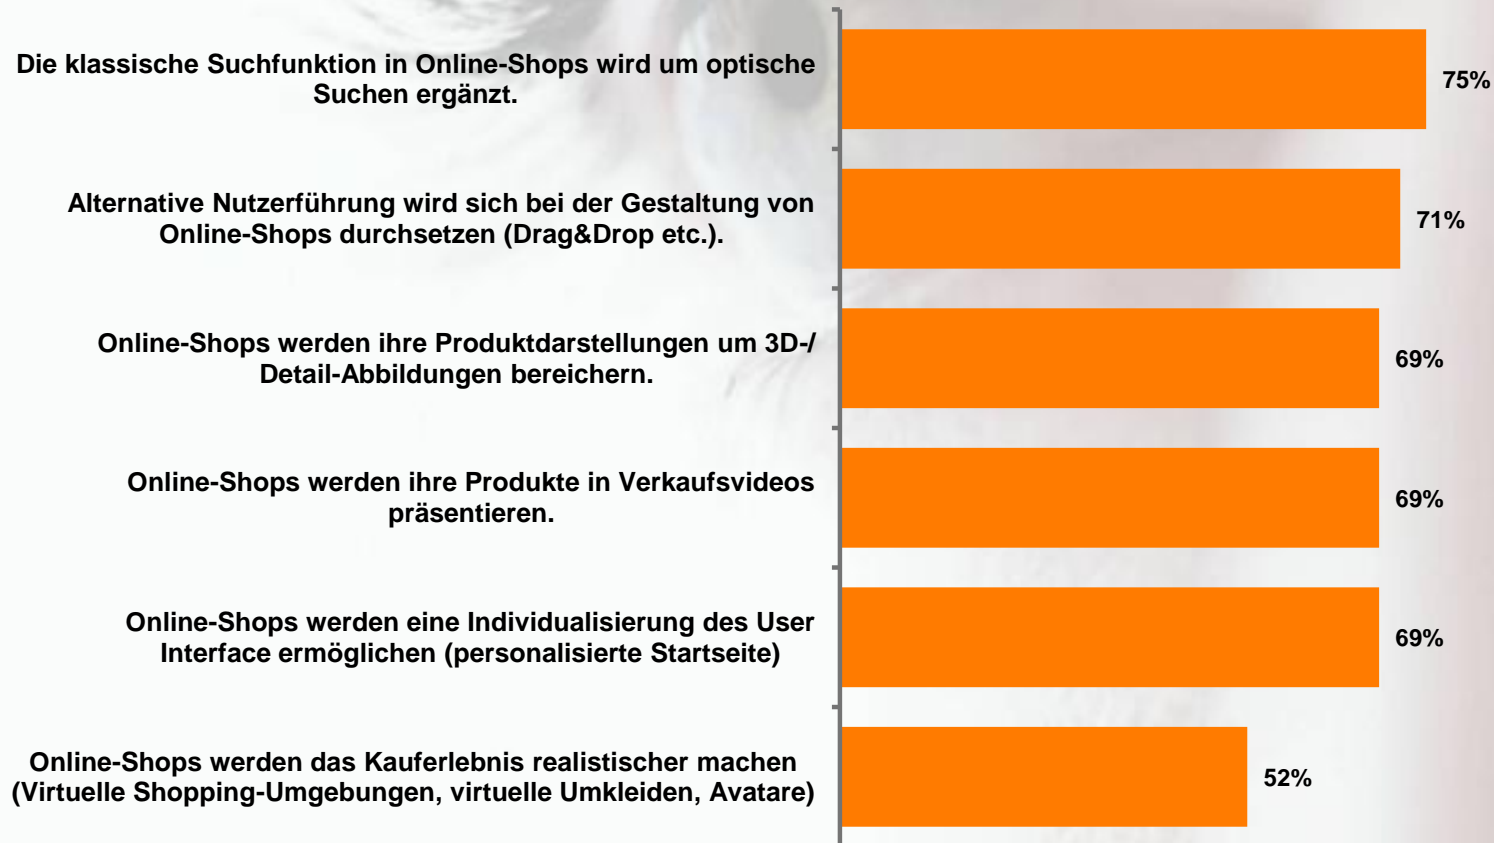 Die klassische Suchfunktion in Online-Shops wird um optische
Suchen ergänzt.
75%
Alternative Nutzerführung wird sich bei der Gestaltung von
Online-Shops durchsetzen (Drag&Drop etc.).
71%
Online-Shops werden ihre Produktdarstellungen um 3D-/
Detail-Abbildungen bereichern.
69%
Online-Shops werden ihre Produkte in Verkaufsvideos
präsentieren.
69%
Online-Shops werden eine Individualisierung des User
Interface ermöglichen (personalisierte Startseite)
69%
Online-Shops werden das Kauferlebnis realistischer machen
(Virtuelle Shopping-Umgebungen, virtuelle Umkleiden, Avatare)
52%